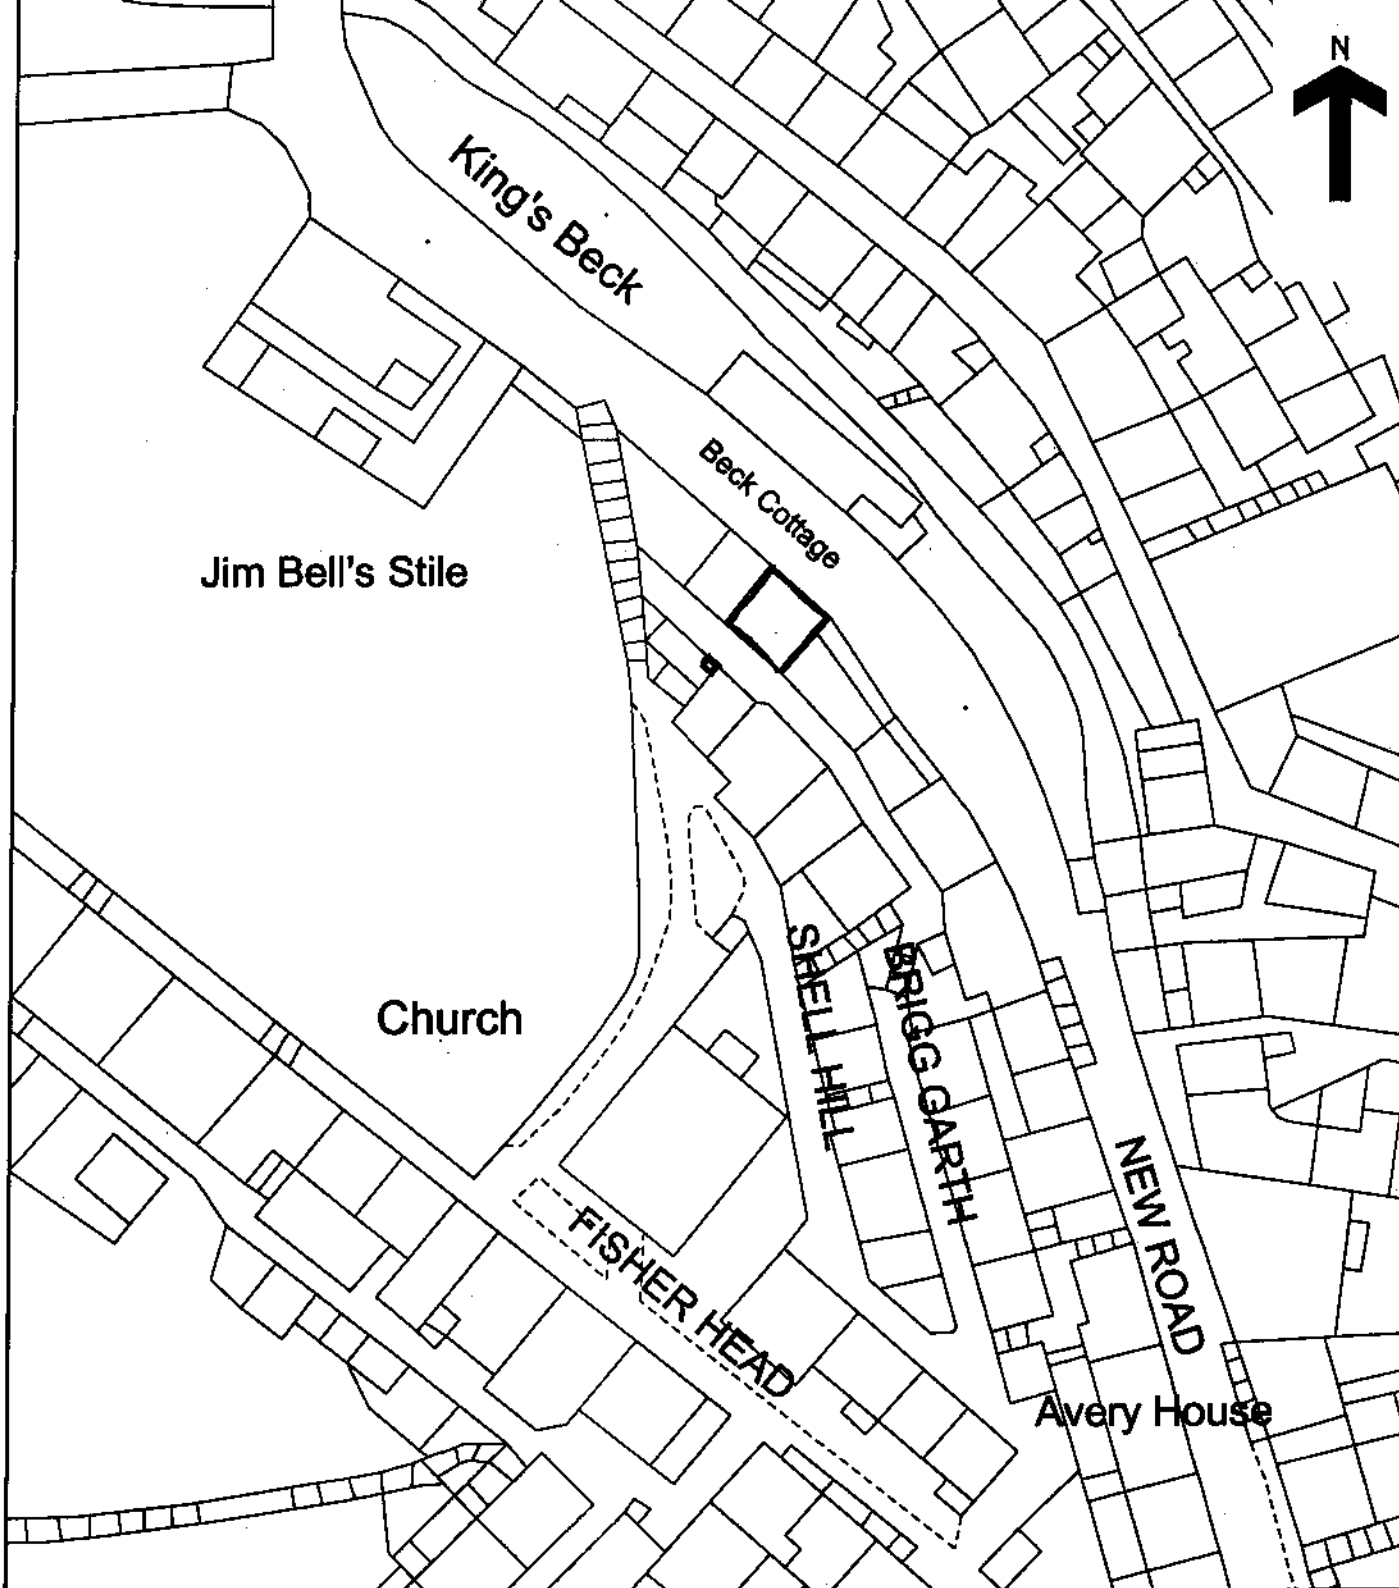 N
King's Beck
Beck Cottage
Jim Bell's Stile
Church
SHELL HILL
BRIGG GARTH
NEW ROAD
FISHER HEAD
Avery House